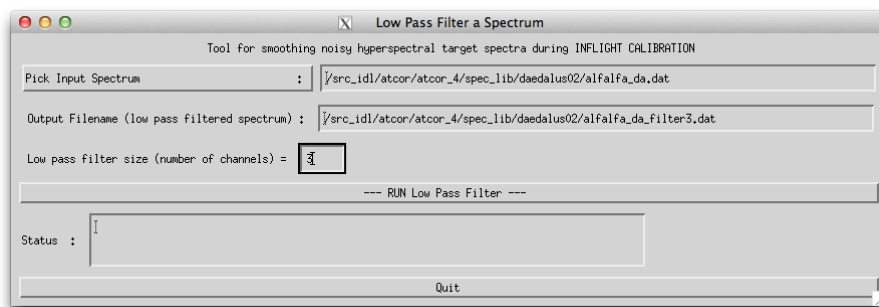 Low Pass Filter a Spectrum
Tool for smoothing noisy hyperspectral target spectra during INFLIGHT CALIBRATION
Pick Input Spectrum : /src_idl/atcor/atcor_4/spec_lib/daedalus02/alfalfa_da.dat
Output Filename (low pass filtered spectrum) : /src_idl/atcor/atcor_4/spec_lib/daedalus02/alfalfa_da_filter3.dat
Low pass filter size (number of channels) = 3
--- RUN Low Pass Filter ---
Status :
Quit